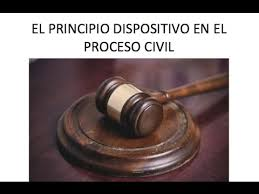 EL PRINCIPIO DISPOSITIVO EN EL
PROCESO CIVIL